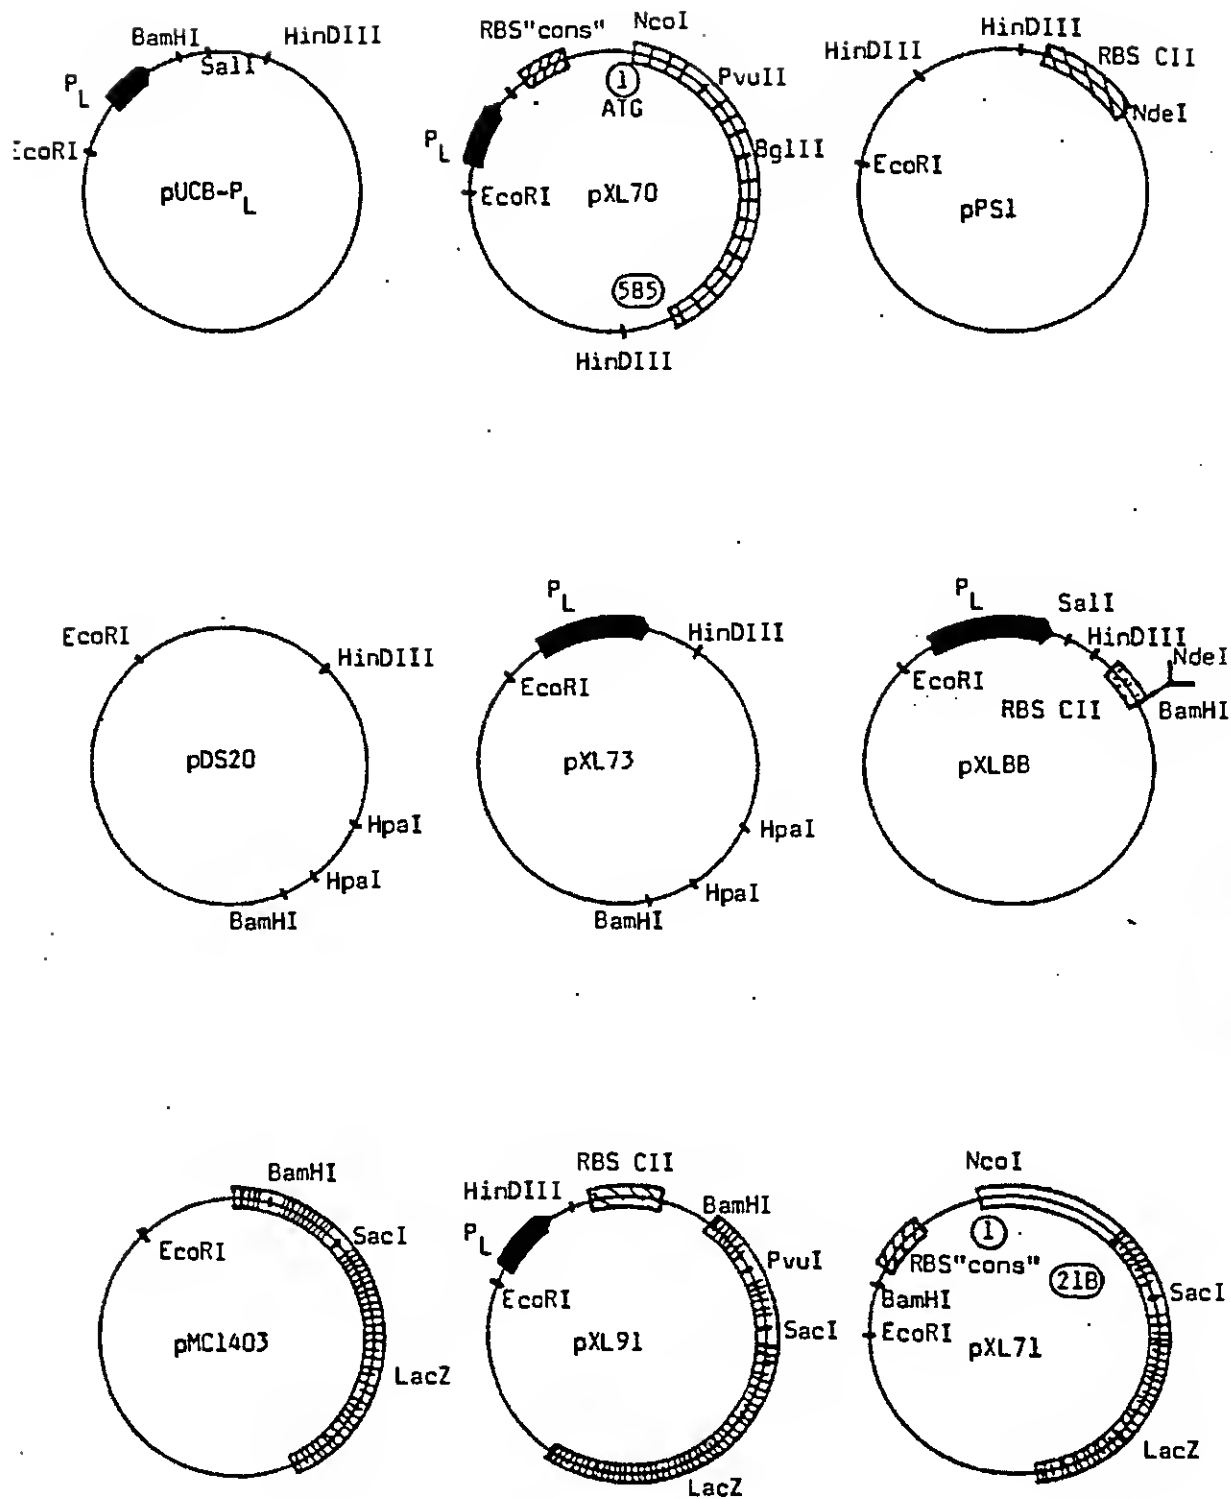 BamHI
SalI
HinDIII
P L
EcoRI
pUCB-P L
RBS"cons"
NcoI
1
ATG
PvuII
BglII
P L
EcoRI
pXL70
585
HinDIII
HinDIII
HinDIII
RBS CII
NdeI
EcoRI
pPS1
EcoRI
HinDIII
pDS20
HpaI
HpaI
BamHI
P L
HinDIII
EcoRI
pXL73
HpaI
HpaI
BamHI
P L
SalI
HinDIII
NdeI
EcoRI
RBS CII
BamHI
pXL88
BamHI
EcoRI
SacI
pMC1403
LacZ
RBS CII
HinDIII
BamHI
P L
PvuI
EcoRI
SacI
pXL91
LacZ
NcoI
1
RBS"cons"
218
BamHI
SacI
EcoRI
pXL71
LacZ